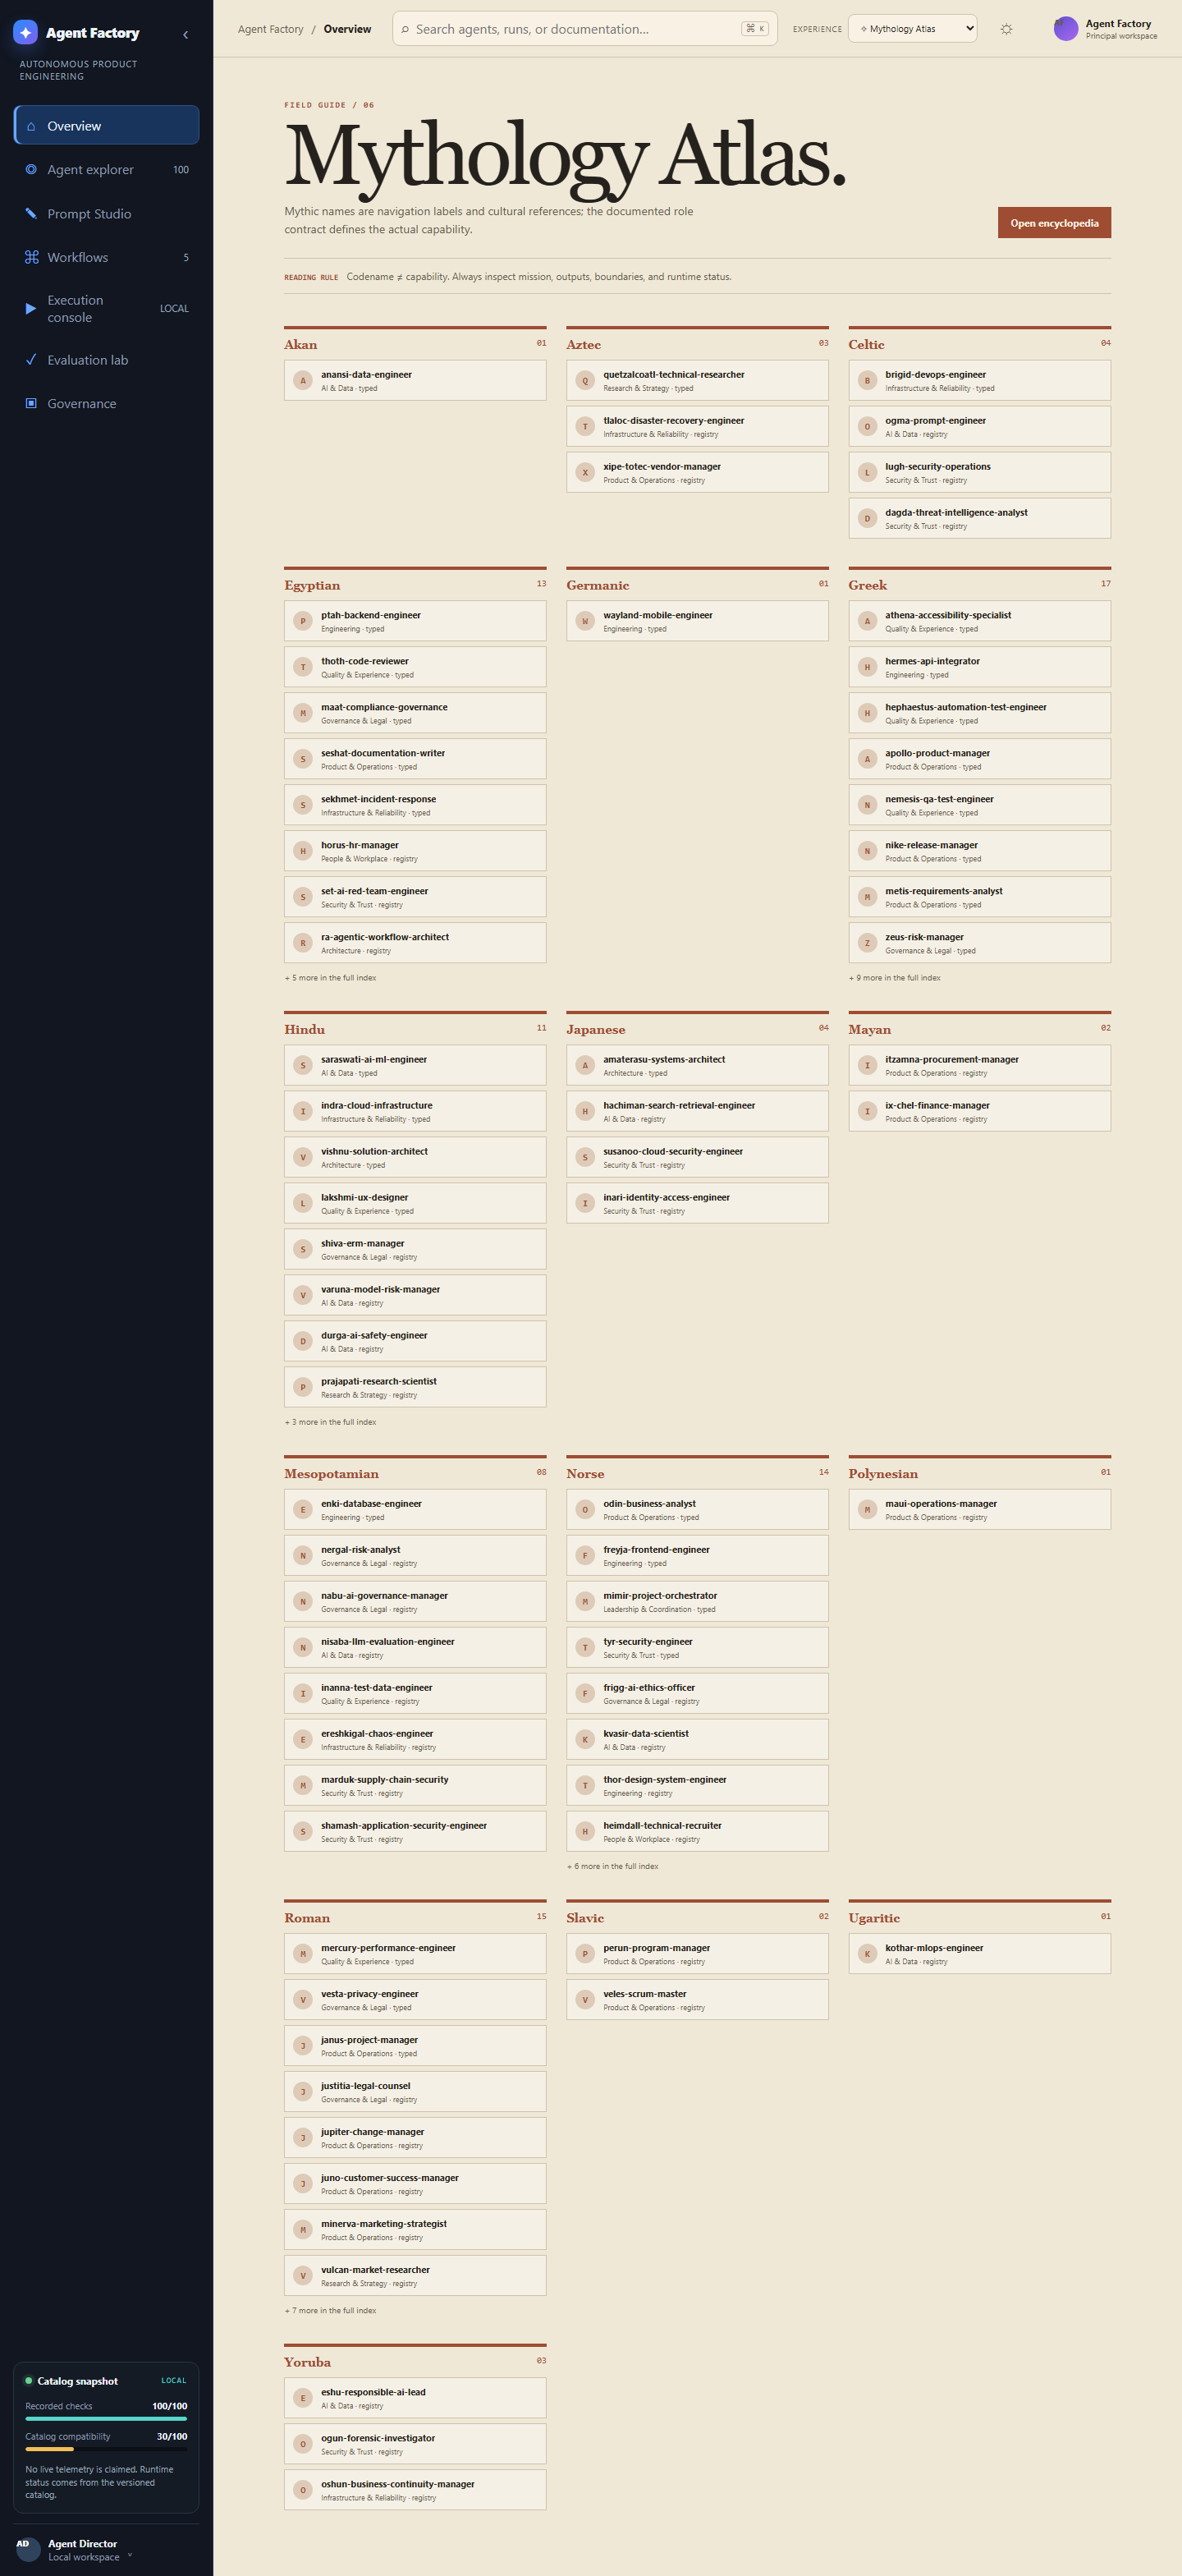 Agent Factory
AUTONOMOUS PRODUCT
ENGINEERING
Overview
Agent explorer 100
Prompt Studio
Workflows 5
Execution
console
LOCAL
Evaluation lab
Governance
Catalog snapshot LOCAL
Recorded checks 100/100
Catalog compatibility 30/100
No live telemetry is claimed. Runtime
status comes from the versioned
catalog.
AD
Agent Director
Local workspace
Agent Factory / Overview
Search agents, runs, or documentation...
⌘ K
EXPERIENCE
Mythology Atlas
Agent Factory
Principal workspace
FIELD GUIDE / 06
Mythology Atlas.
Mythic names are navigation labels and cultural references; the documented role
contract defines the actual capability.
Open encyclopedia
READING RULE Codename ≠ capability. Always inspect mission, outputs, boundaries, and runtime status.
Akan 01
A
anansi-data-engineer
AI & Data · typed
Aztec 03
Q
quetzalcoatl-technical-researcher
Research & Strategy · typed
T
tlaloc-disaster-recovery-engineer
Infrastructure & Reliability · registry
X
xipe-totec-vendor-manager
Product & Operations · registry
Celtic 04
B
brigid-devops-engineer
Infrastructure & Reliability · typed
O
ogma-prompt-engineer
AI & Data · registry
L
lugh-security-operations
Security & Trust · registry
D
dagda-threat-intelligence-analyst
Security & Trust · registry
Egyptian 13
P
ptah-backend-engineer
Engineering · typed
T
thoth-code-reviewer
Quality & Experience · typed
M
maat-compliance-governance
Governance & Legal · typed
S
seshat-documentation-writer
Product & Operations · typed
S
sekhmet-incident-response
Infrastructure & Reliability · typed
H
horus-hr-manager
People & Workplace · registry
S
set-ai-red-team-engineer
Security & Trust · registry
R
ra-agentic-workflow-architect
Architecture · registry
+ 5 more in the full index
Germanic 01
W
wayland-mobile-engineer
Engineering · typed
Greek 17
A
athena-accessibility-specialist
Quality & Experience · typed
H
hermes-api-integrator
Engineering · typed
H
hephaestus-automation-test-engineer
Quality & Experience · typed
A
apollo-product-manager
Product & Operations · typed
N
nemesis-qa-test-engineer
Quality & Experience · typed
N
nike-release-manager
Product & Operations · typed
M
metis-requirements-analyst
Product & Operations · typed
Z
zeus-risk-manager
Governance & Legal · typed
+ 9 more in the full index
Hindu 11
S
saraswati-ai-ml-engineer
AI & Data · typed
I
indra-cloud-infrastructure
Infrastructure & Reliability · typed
V
vishnu-solution-architect
Architecture · typed
L
lakshmi-ux-designer
Quality & Experience · typed
S
shiva-erm-manager
Governance & Legal · registry
V
varuna-model-risk-manager
AI & Data · registry
D
durga-ai-safety-engineer
AI & Data · registry
P
prajapati-research-scientist
Research & Strategy · registry
+ 3 more in the full index
Japanese 04
A
amaterasu-systems-architect
Architecture · typed
H
hachiman-search-retrieval-engineer
AI & Data · registry
S
susanoo-cloud-security-engineer
Security & Trust · registry
I
inari-identity-access-engineer
Security & Trust · registry
Mayan 02
I
itzamna-procurement-manager
Product & Operations · registry
I
ix-chel-finance-manager
Product & Operations · registry
Mesopotamian 08
E
enki-database-engineer
Engineering · typed
N
nergal-risk-analyst
Governance & Legal · registry
N
nabu-ai-governance-manager
Governance & Legal · registry
N
nisaba-llm-evaluation-engineer
AI & Data · registry
I
inanna-test-data-engineer
Quality & Experience · registry
E
ereshkigal-chaos-engineer
Infrastructure & Reliability · registry
M
marduk-supply-chain-security
Security & Trust · registry
S
shamash-application-security-engineer
Security & Trust · registry
Norse 14
O
odin-business-analyst
Product & Operations · typed
F
freyja-frontend-engineer
Engineering · typed
M
mimir-project-orchestrator
Leadership & Coordination · typed
T
tyr-security-engineer
Security & Trust · typed
F
frigg-ai-ethics-officer
Governance & Legal · registry
K
kvasir-data-scientist
AI & Data · registry
T
thor-design-system-engineer
Engineering · registry
H
heimdall-technical-recruiter
People & Workplace · registry
+ 6 more in the full index
Polynesian 01
M
maui-operations-manager
Product & Operations · registry
Roman 15
M
mercury-performance-engineer
Quality & Experience · typed
V
vesta-privacy-engineer
Governance & Legal · typed
J
janus-project-manager
Product & Operations · typed
J
justitia-legal-counsel
Governance & Legal · registry
J
jupiter-change-manager
Product & Operations · registry
J
juno-customer-success-manager
Product & Operations · registry
M
minerva-marketing-strategist
Product & Operations · registry
V
vulcan-market-researcher
Research & Strategy · registry
+ 7 more in the full index
Slavic 02
P
perun-program-manager
Product & Operations · registry
V
veles-scrum-master
Product & Operations · registry
Ugaritic 01
K
kothar-mlops-engineer
AI & Data · registry
Yoruba 03
E
eshu-responsible-ai-lead
AI & Data · registry
O
ogun-forensic-investigator
Security & Trust · registry
O
oshun-business-continuity-manager
Infrastructure & Reliability · registry